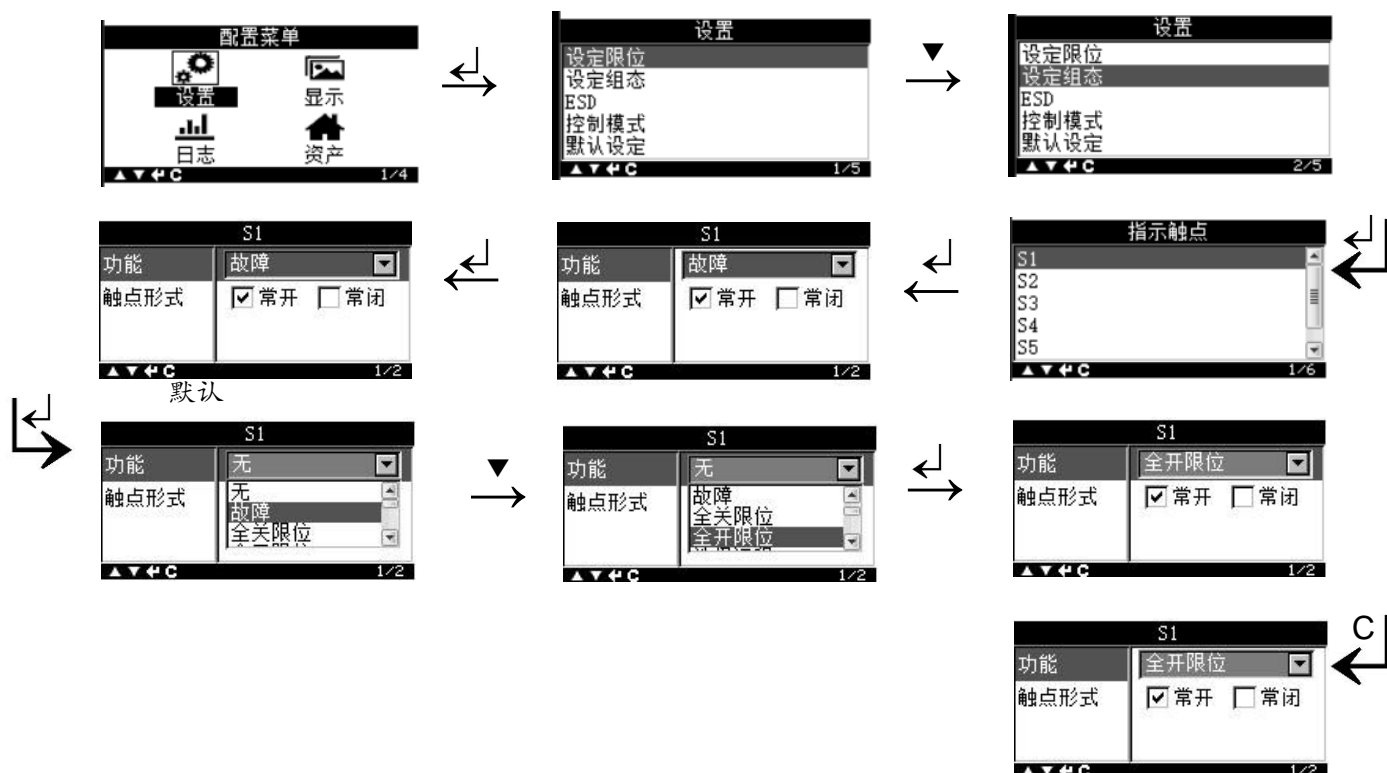 配置菜单
设置
显示
日志
资产
▲▼↵C 1/4
↵
设置
设定限位
设定组态
ESD
控制模式
默认设定
▲▼↵C 1/5
▼
设置
设定限位
设定组态
ESD
控制模式
默认设定
▲▼↵C 2/5
↵
指示触点
S1
S2
S3
S4
S5
▲▼↵C 1/6
↵
S1
功能 故障
触点形式 常开 常闭
▲▼↵C 1/2
↵
S1
功能 故障
触点形式 常开 常闭
▲▼↵C 1/2
默认
↵
S1
功能 无
触点形式
无
故障
全关限位
▲▼↵C 1/2
▼
S1
功能 无
触点形式
故障
全关限位
全开限位
▲▼↵C 1/2
↵
S1
功能 全开限位
触点形式 常开 常闭
▲▼↵C 1/2
C
S1
功能 全开限位
触点形式 常开 常闭
▲▼↵C 1/2